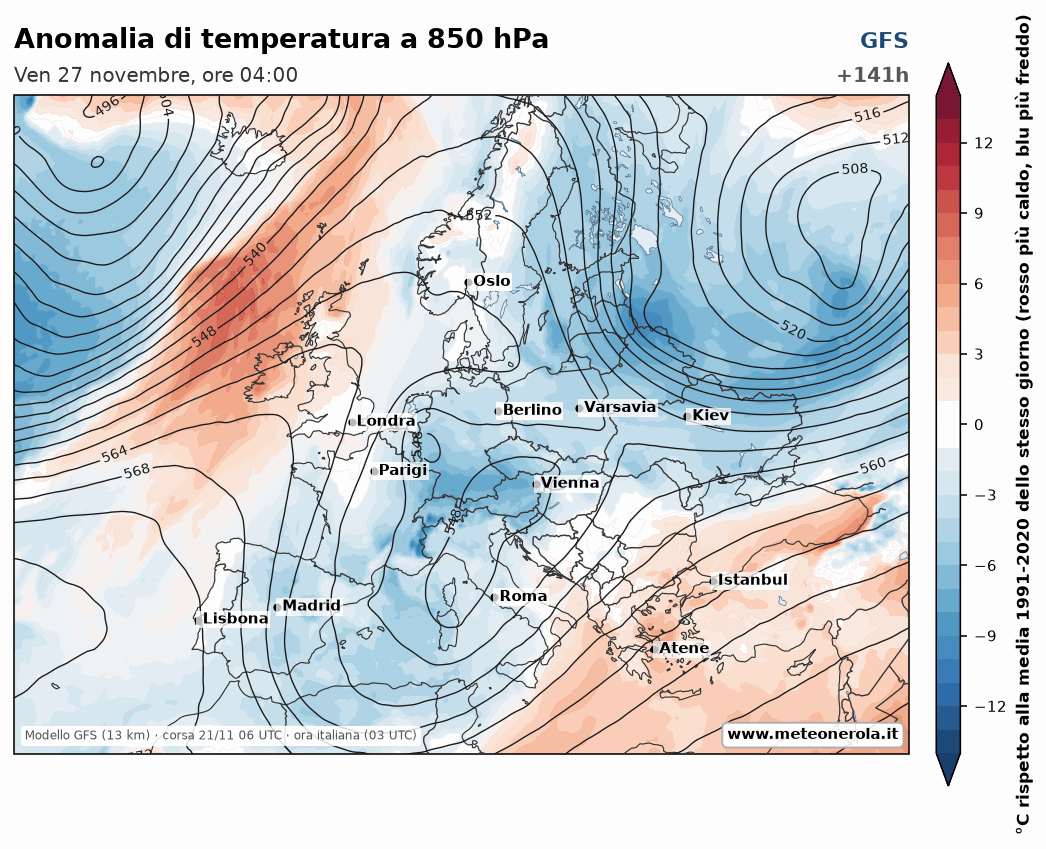 Anomalia di temperatura a 850 hPa
GFS
Ven 27 novembre, ore 04:00
+141h
496
504
516
512
508
552
540
Oslo
548
520
Berlino
Varsavia
Kiev
Londra
548
564
568
Parigi
560
Vienna
548
Istanbul
Madrid
Roma
Lisbona
Atene
Modello GFS (13 km) · corsa 21/11 06 UTC · ora italiana (03 UTC)
www.meteonerola.it
12
9
6
3
0
−3
−6
−9
−12
°C rispetto alla media 1991-2020 dello stesso giorno (rosso più caldo, blu più freddo)